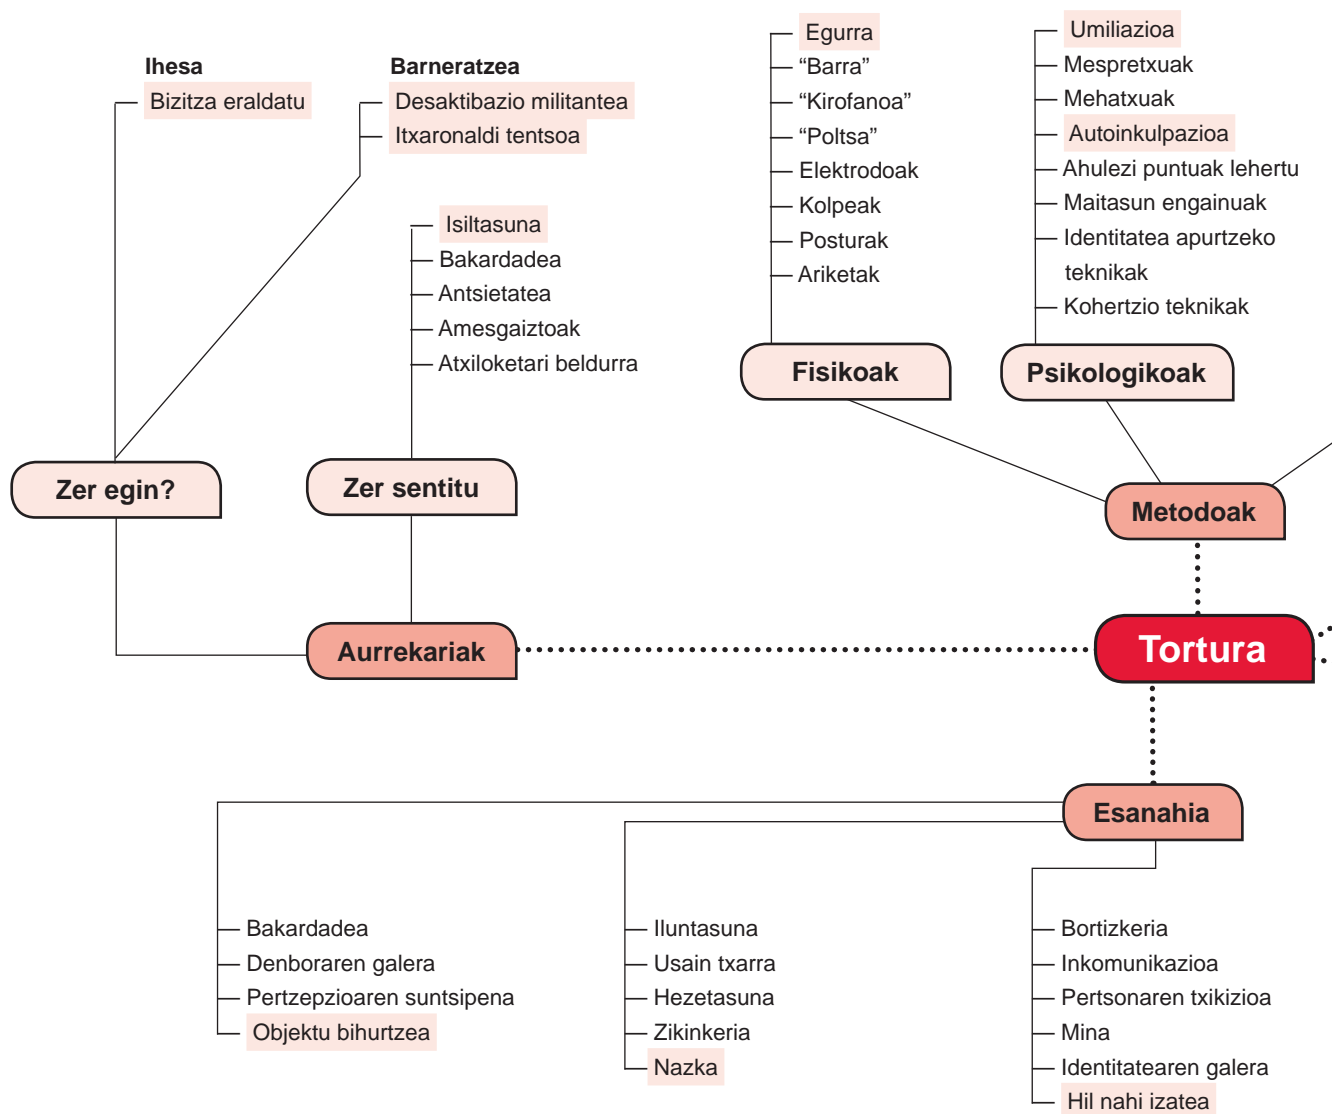 Ihesa
Bizitza eraldatu
Barneratzea
Desaktibazio militantea
Itxaronaldi tentsoa
Isiltasuna
Bakardadea
Antsietatea
Amesgaiztoak
Atxiloketari beldurra
Zer egin?
Zer sentitu
Aurrekariak
Egurra
“Barra”
“Kirofanoa”
“Poltsa”
Elektrodoak
Kolpeak
Posturak
Ariketak
Fisikoak
Umiliazioa
Mespretxuak
Mehatxuak
Autoinkulpazioa
Ahulezi puntuak lehertu
Maitasun engainuak
Identitatea apurtzeko
teknikak
Kohertzio teknikak
Psikologikoak
Metodoak
Tortura
Esanahia
Bakardadea
Denboraren galera
Pertzepzioaren suntsipena
Objektu bihurtzea
Iluntasuna
Usain txarra
Hezetasuna
Zikinkeria
Nazka
Bortizkeria
Inkomunikazioa
Pertsonaren txikizioa
Mina
Identitatearen galera
Hil nahi izatea